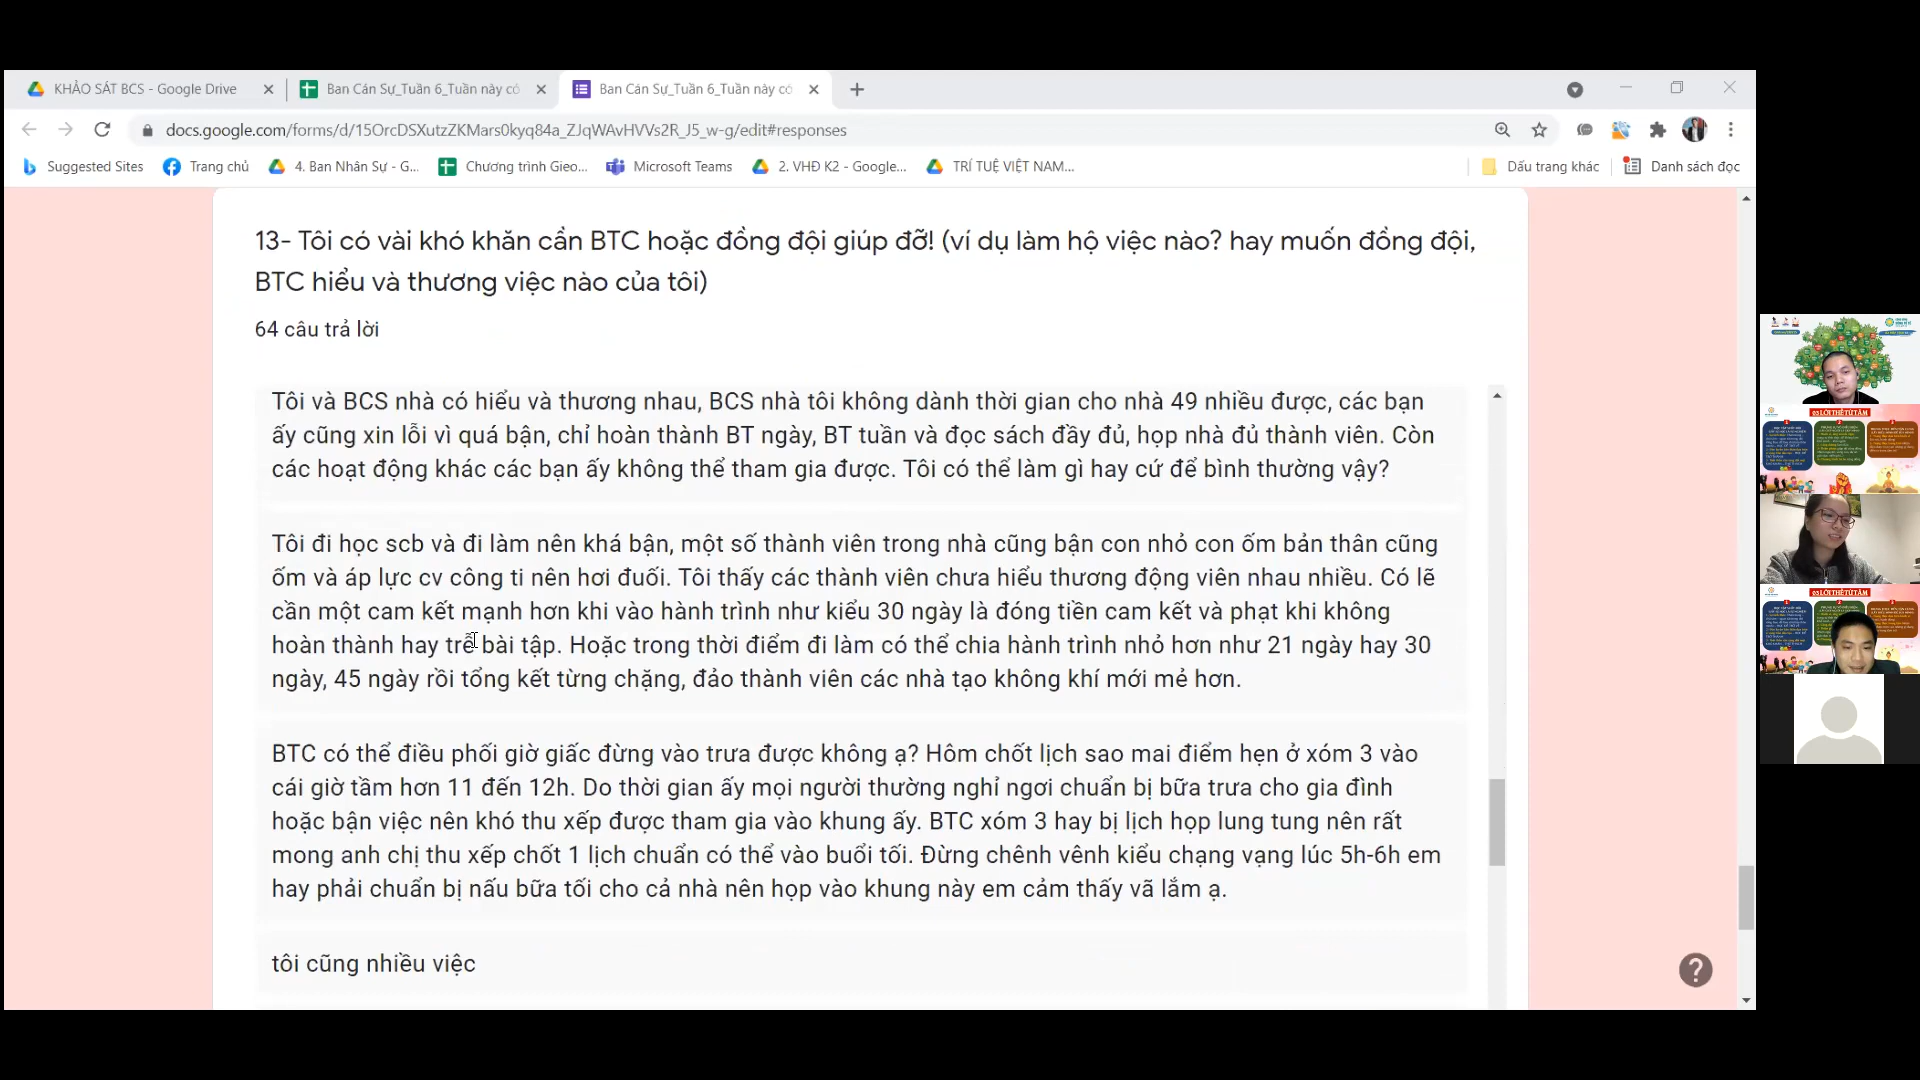 KHẢO SÁT BCS - Google Drive
Ban Cán Sự_Tuần 6_Tuần này có
Ban Cán Sự_Tuần 6_Tuần này có
docs.google.com/forms/d/15OrcDSXutzZKMars0kyq84a_ZJqWAvHVVs2R_J5_w-g/edit#responses
Suggested Sites
Trang chủ
4. Ban Nhân Sự - G...
Chương trình Gieo...
Microsoft Teams
2. VHĐ K2 - Google...
TRÍ TUỆ VIỆT NAM...
Dấu trang khác
Danh sách đọc
13- Tôi có vài khó khăn cần BTC hoặc đồng đội giúp đỡ! (ví dụ làm hộ việc nào? hay muốn đồng đội,
BTC hiểu và thương việc nào của tôi)
64 câu trả lời
Tôi và BCS nhà có hiểu và thương nhau, BCS nhà tôi không dành thời gian cho nhà 49 nhiều được, các bạn
ấy cũng xin lỗi vì quá bận, chỉ hoàn thành BT ngày, BT tuần và đọc sách đầy đủ, họp nhà đủ thành viên. Còn
các hoạt động khác các bạn ấy không thể tham gia được. Tôi có thể làm gì hay cứ để bình thường vậy?
Tôi đi học scb và đi làm nên khá bận, một số thành viên trong nhà cũng bận con nhỏ con ốm bản thân cũng
ốm và áp lực cv công ti nên hơi đuối. Tôi thấy các thành viên chưa hiểu thương động viên nhau nhiều. Có lẽ
cần một cam kết mạnh hơn khi vào hành trình như kiểu 30 ngày là đóng tiền cam kết và phạt khi không
hoàn thành hay trễ bài tập. Hoặc trong thời điểm đi làm có thể chia hành trình nhỏ hơn như 21 ngày hay 30
ngày, 45 ngày rồi tổng kết từng chặng, đảo thành viên các nhà tạo không khí mới mẻ hơn.
BTC có thể điều phối giờ giấc đừng vào trưa được không ạ? Hôm chốt lịch sao mai điểm hẹn ở xóm 3 vào
cái giờ tầm hơn 11 đến 12h. Do thời gian ấy mọi người thường nghỉ ngơi chuẩn bị bữa trưa cho gia đình
hoặc bận việc nên khó thu xếp được tham gia vào khung ấy. BTC xóm 3 hay bị lịch họp lung tung nên rất
mong anh chị thu xếp chốt 1 lịch chuẩn có thể vào buổi tối. Đừng chênh vênh kiểu chạng vạng lúc 5h-6h em
hay phải chuẩn bị nấu bữa tối cho cả nhà nên họp vào khung này em cảm thấy vã lắm ạ.
tôi cũng nhiều việc
03 LỜI THỀ TỪ TÂM
03 LỜI THỀ TỪ TÂM